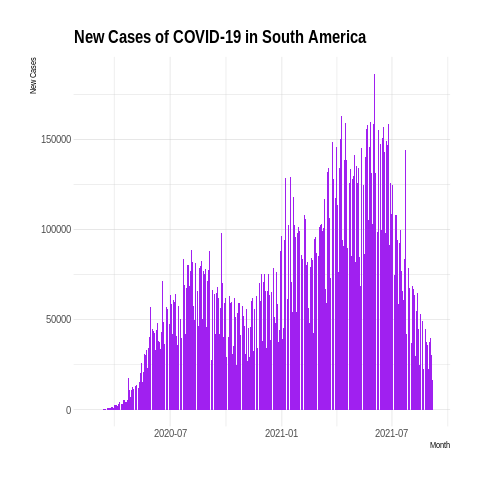 New Cases of COVID-19 in South America
New Cases
150000
100000
50000
0
2020-07 2021-01 2021-07
Month